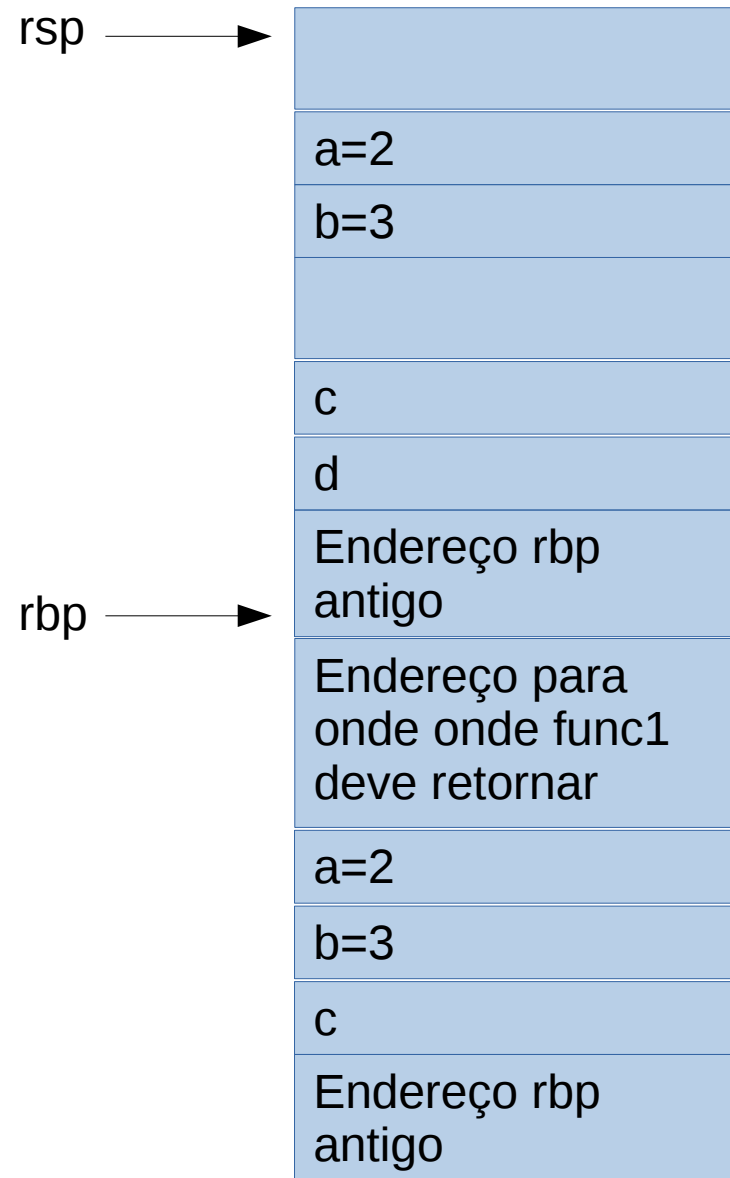 rsp
a=2
b=3
c
d
Endereço rbp
antigo
rbp
Endereço para
onde onde func1
deve retornar
a=2
b=3
c
Endereço rbp
antigo